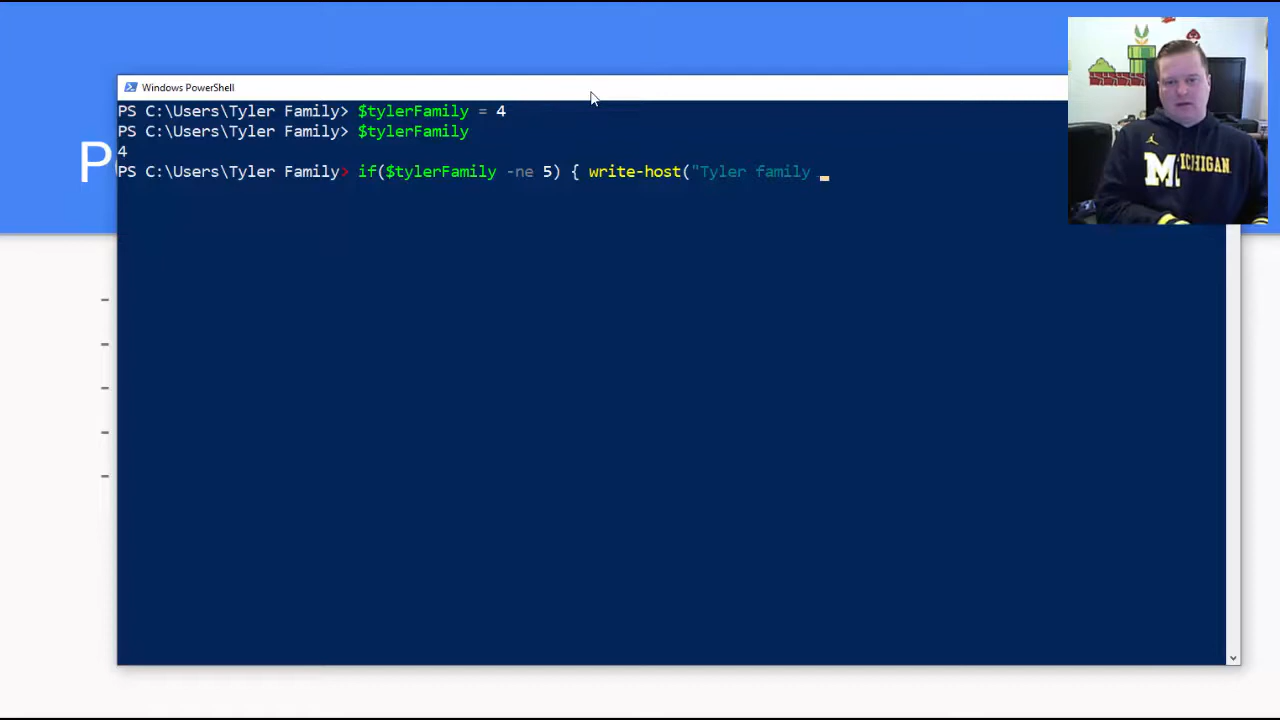 Windows PowerShell
PS C:\Users\Tyler Family> $tylerFamily = 4
PS C:\Users\Tyler Family> $tylerFamily
4
PS C:\Users\Tyler Family> if($tylerFamily -ne 5) { write-host("Tyler family _
P
-
-
-
-
-
M ICHIGAN